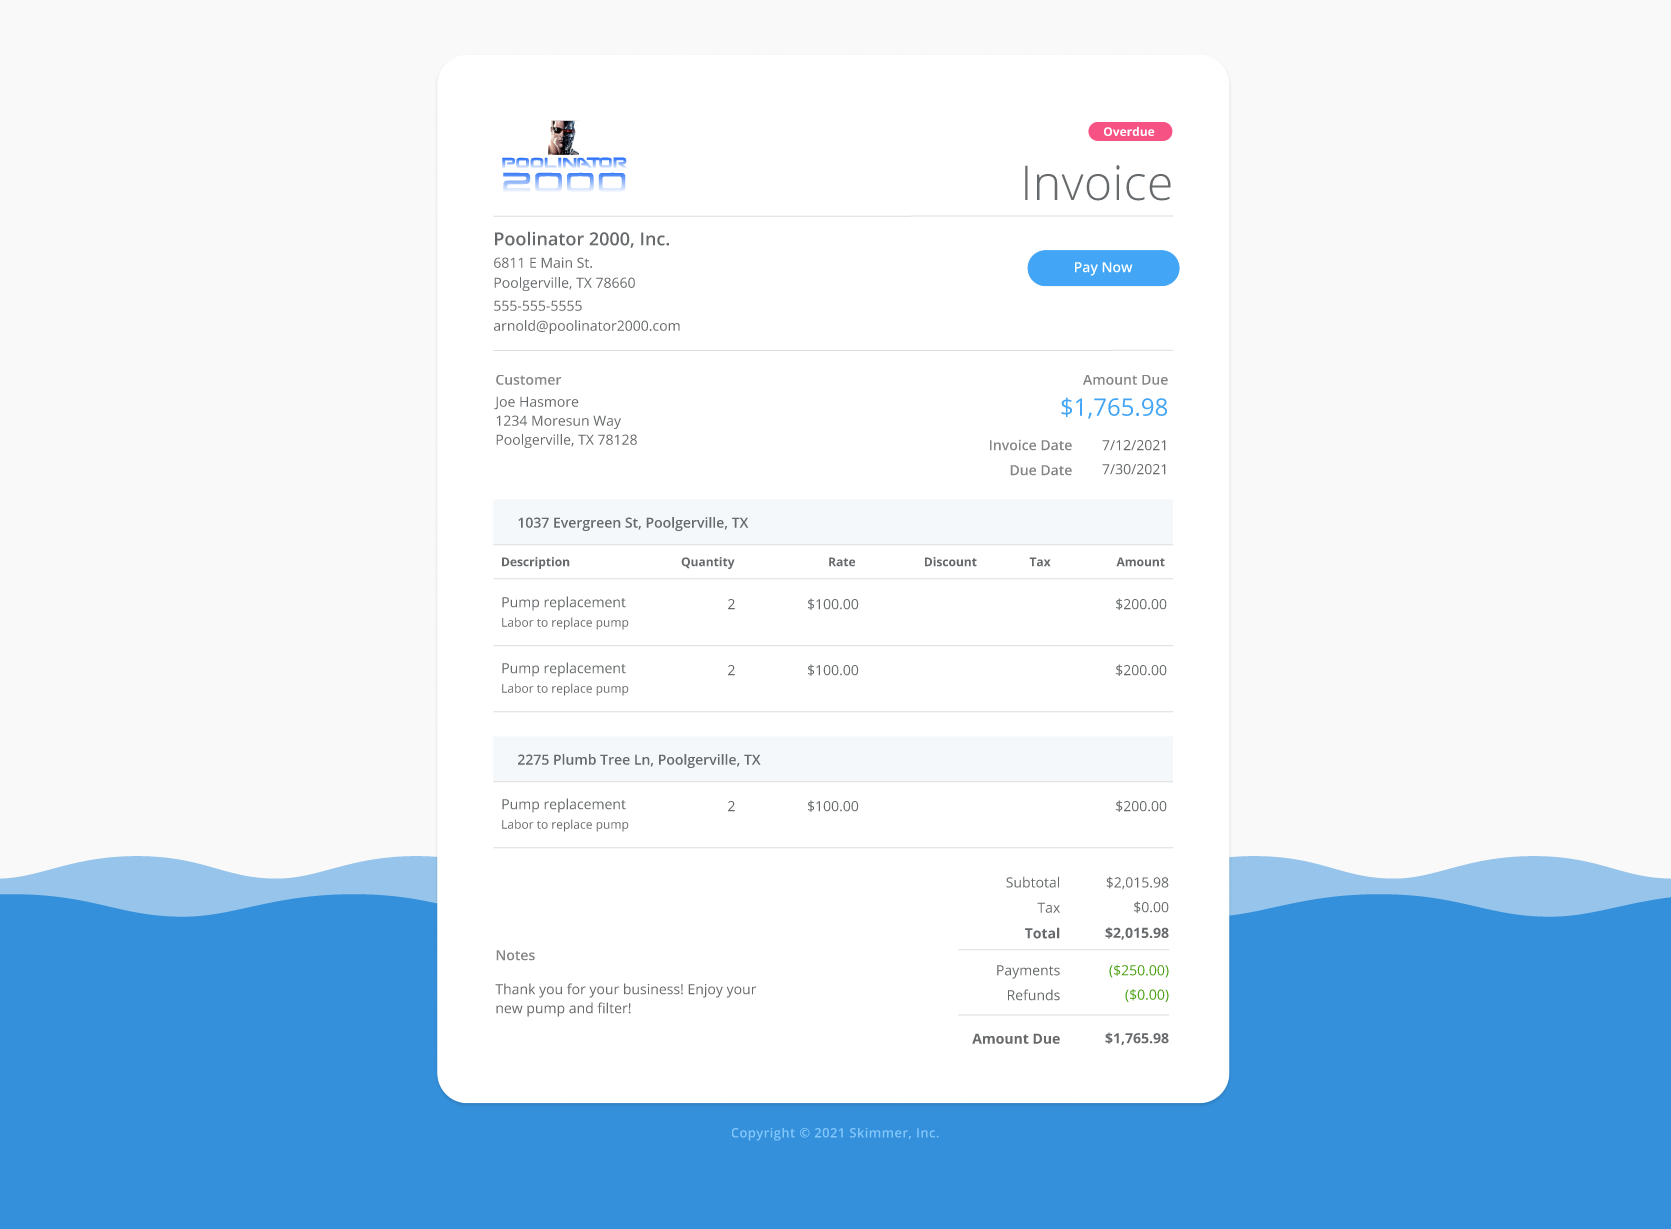 POOLINATOR
2000
Overdue
Invoice
Poolinator 2000, Inc.
6811 E Main St.
Poolgerville, TX 78660
555-555-5555
arnold@poolinator2000.com
Pay Now
Customer
Joe Hasmore
1234 Moresun Way
Poolgerville, TX 78128
Amount Due
$1,765.98
Invoice Date 7/12/2021
Due Date 7/30/2021
1037 Evergreen St, Poolgerville, TX
Description Quantity Rate Discount Tax Amount
Pump replacement 2 $100.00 $200.00
Labor to replace pump
Pump replacement 2 $100.00 $200.00
Labor to replace pump
2275 Plumb Tree Ln, Poolgerville, TX
Pump replacement 2 $100.00 $200.00
Labor to replace pump
Subtotal $2,015.98
Tax $0.00
Total $2,015.98
Payments ($250.00)
Refunds ($0.00)
Amount Due $1,765.98
Notes
Thank you for your business! Enjoy your
new pump and filter!
Copyright © 2021 Skimmer, Inc.